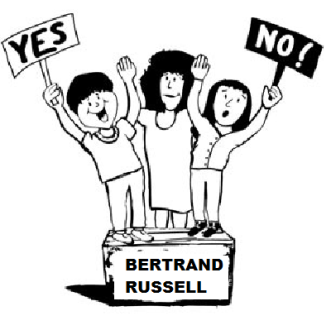 YES
NO!
BERTRAND
RUSSELL